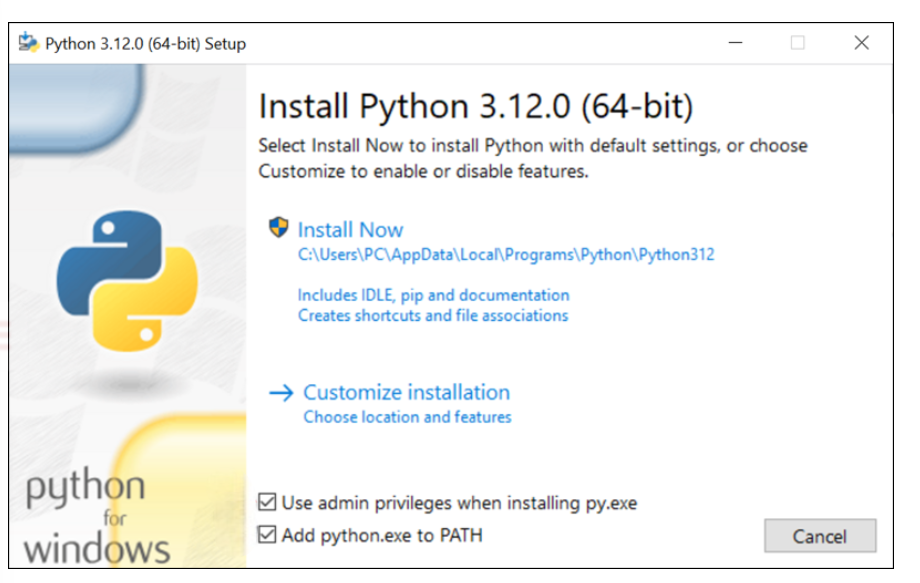 Python 3.12.0 (64-bit) Setup
Install Python 3.12.0 (64-bit)
Select Install Now to install Python with default settings, or choose
Customize to enable or disable features.
Install Now
C:\Users\PC\AppData\Local\Programs\Python\Python312
Includes IDLE, pip and documentation
Creates shortcuts and file associations
Customize installation
Choose location and features
python
for
windows
Use admin privileges when installing py.exe
Add python.exe to PATH
Cancel